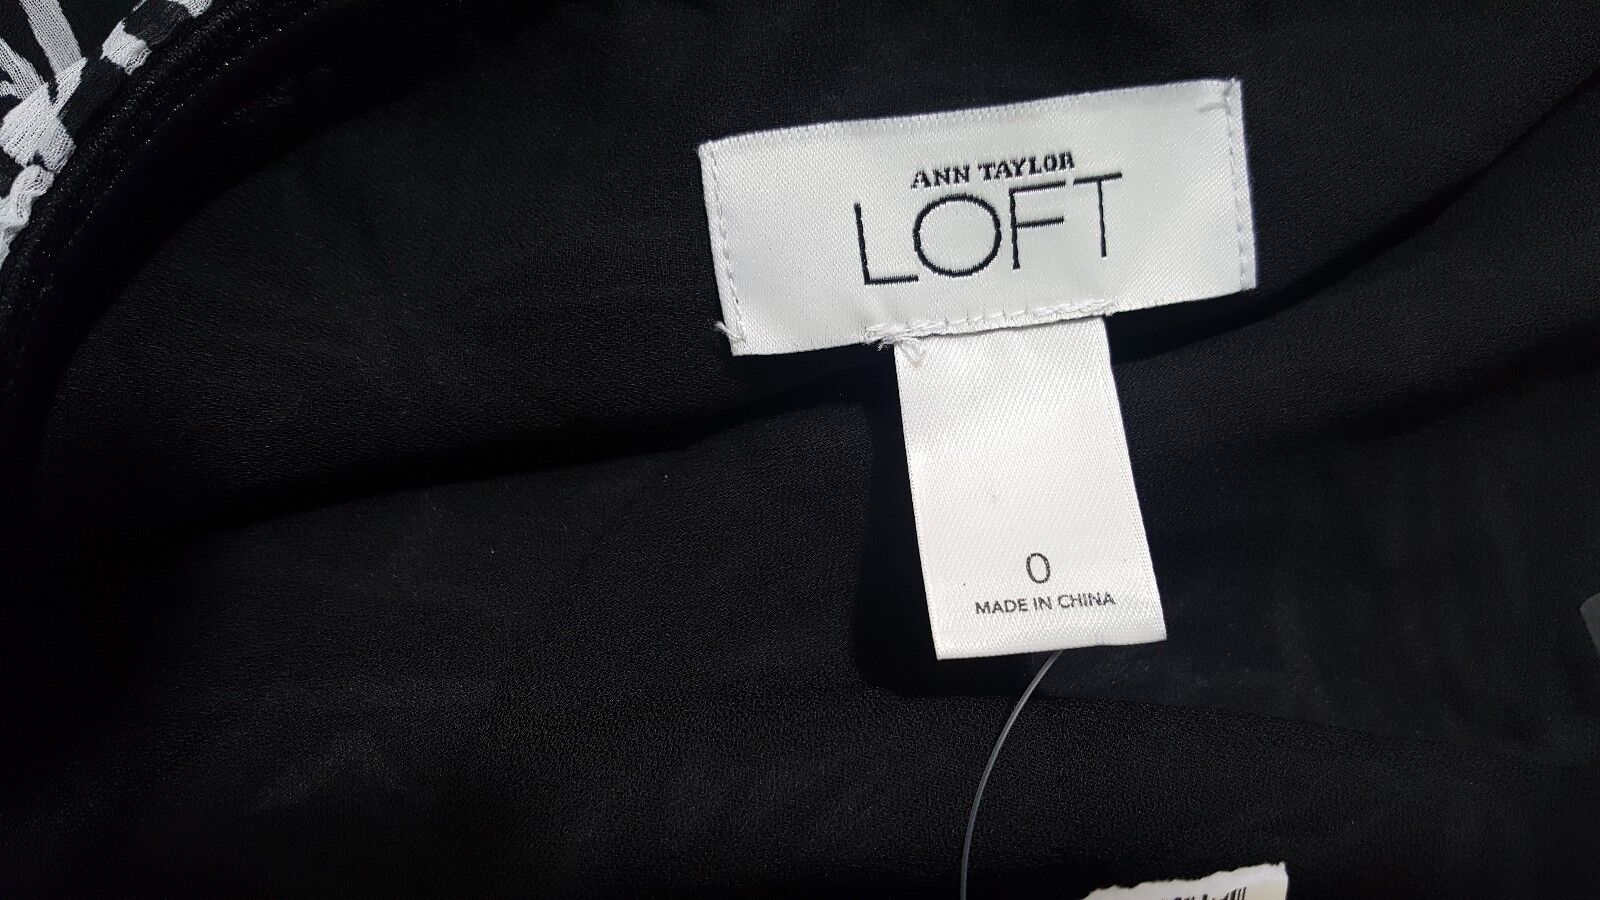 ANN TAYLOR
LOFT
0
MADE IN CHINA